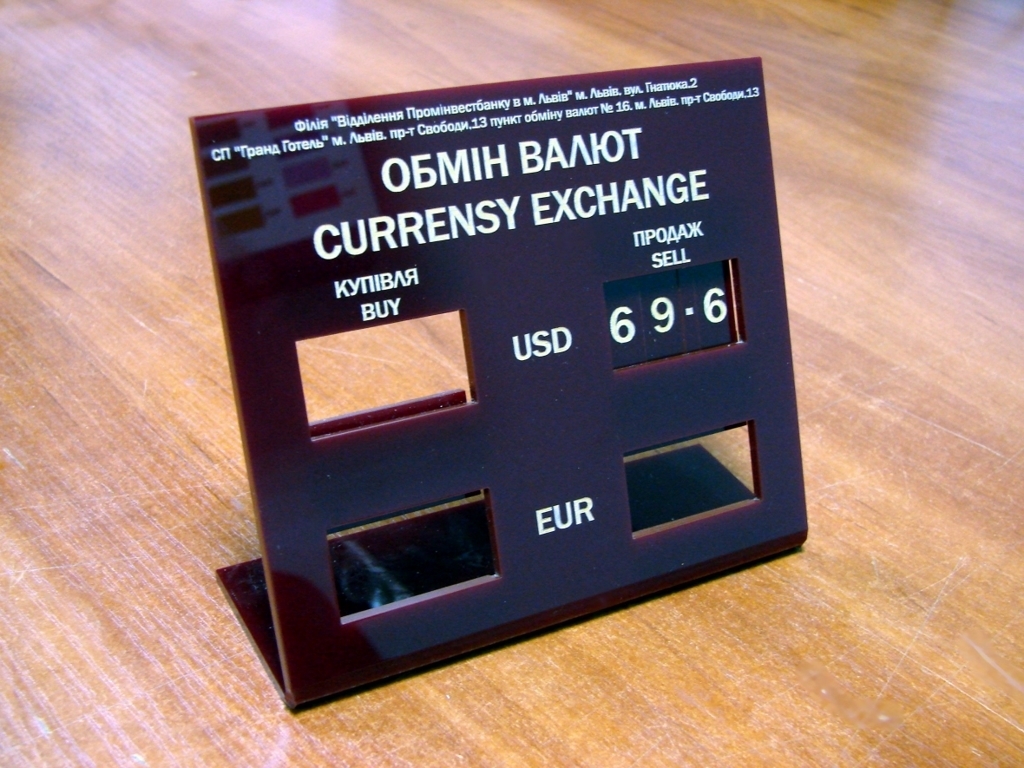 Філія "Відділення Промінвестбанку в м. Львів" м. Львів. вул. Гнатюка.2
СП "Гранд Готель" м. Львів. пр-т Свободи.13 пункт обміну валют № 16. м. Львів. пр-т Свободи.13
ОБМІН ВАЛЮТ
CURRENSY EXCHANGE
КУПІВЛЯ
BUY
ПРОДАЖ
SELL
USD
69.6
EUR